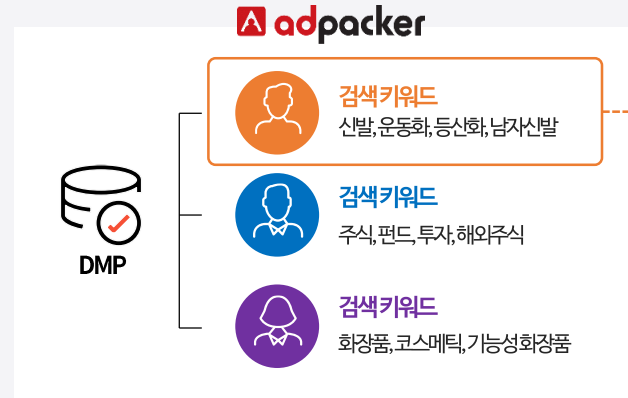 adpacker
검색 키워드
신발, 운동화, 등산화, 남자신발
검색 키워드
주식, 펀드, 투자, 해외주식
DMP
검색 키워드
화장품, 코스메틱, 기능성 화장품